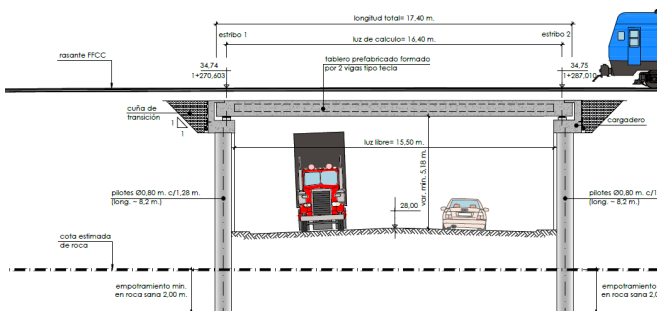 longitud total= 17,40 m.
estribo 1
estribo 2
luz de calculo= 16,40 m.
rasante FFCC
34,74
1+270,603
tablero prefabricado formado
por 2 vigas tipo tecla
34,75
1+287,010
cuña de
transición
1
1
cargadero
luz libre= 15,50 m.
var. min. 5,18 m.
pilotes Ø0,80 m. c/1,28 m.
(long. ~ 8,2 m.)
28,00
pilotes Ø0,80 m. c/1
(long. ~ 8,2 m.)
cota estimada
de roca
empotramiento min.
en roca sana 2,00 m.
empotramiento
en roca sana 2,0